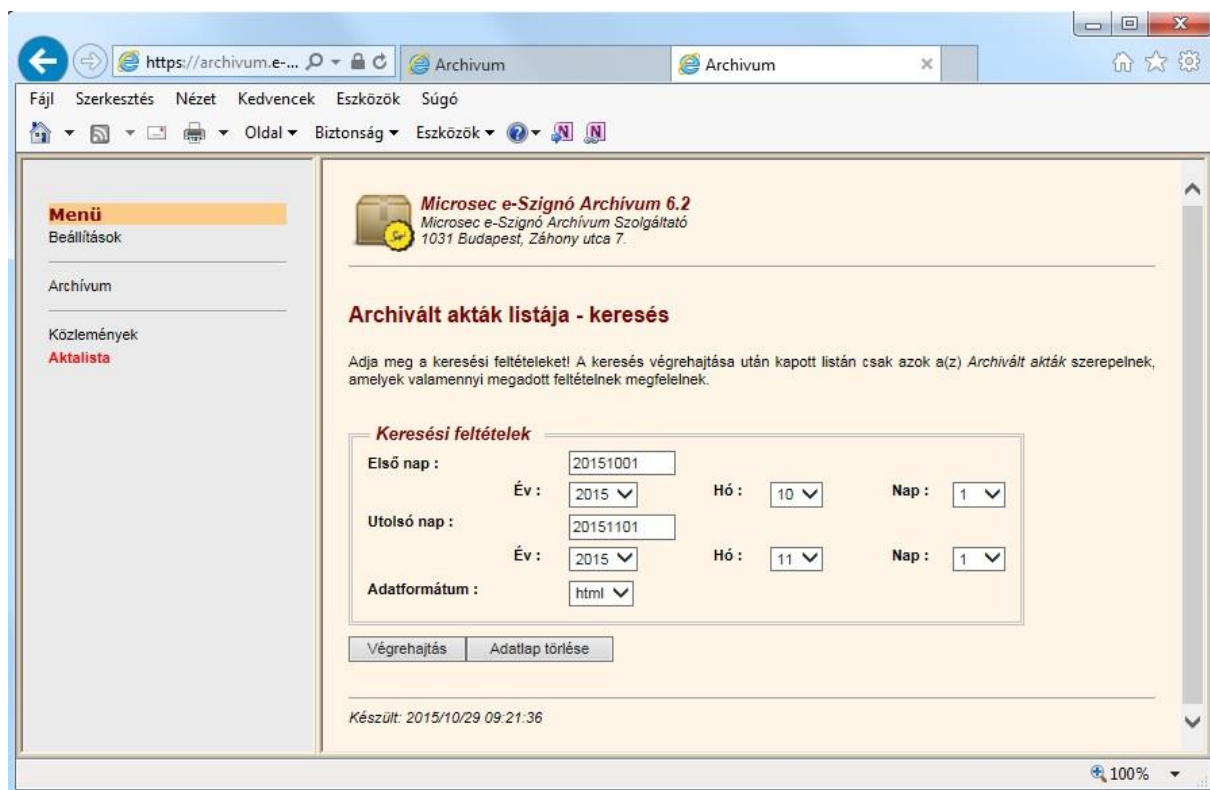 https://archivum.e-...
Archivum
Archivum
Fájl Szerkesztés Nézet Kedvencek Eszközök Súgó
Oldal Biztonság Eszközök
Menü
Beállítások
Archívum
Közlemények
Aktalista
Microsec e-Szignó Archívum 6.2
Microsec e-Szignó Archívum Szolgáltató
1031 Budapest, Záhony utca 7.
Archivált akták listája - keresés
Adja meg a keresési feltételeket! A keresés végrehajtása után kapott listán csak azok a(z) Archivált akták szerepelnek,
amelyek valamennyi megadott feltételnek megfelelnek.
Keresési feltételek
Első nap : 20151001
Év : 2015 Hó : 10 Nap : 1
Utolsó nap : 20151101
Év : 2015 Hó : 11 Nap : 1
Adatformátum : html
Végrehajtás Adatlap törlése
Készült: 2015/10/29 09:21:36
100%